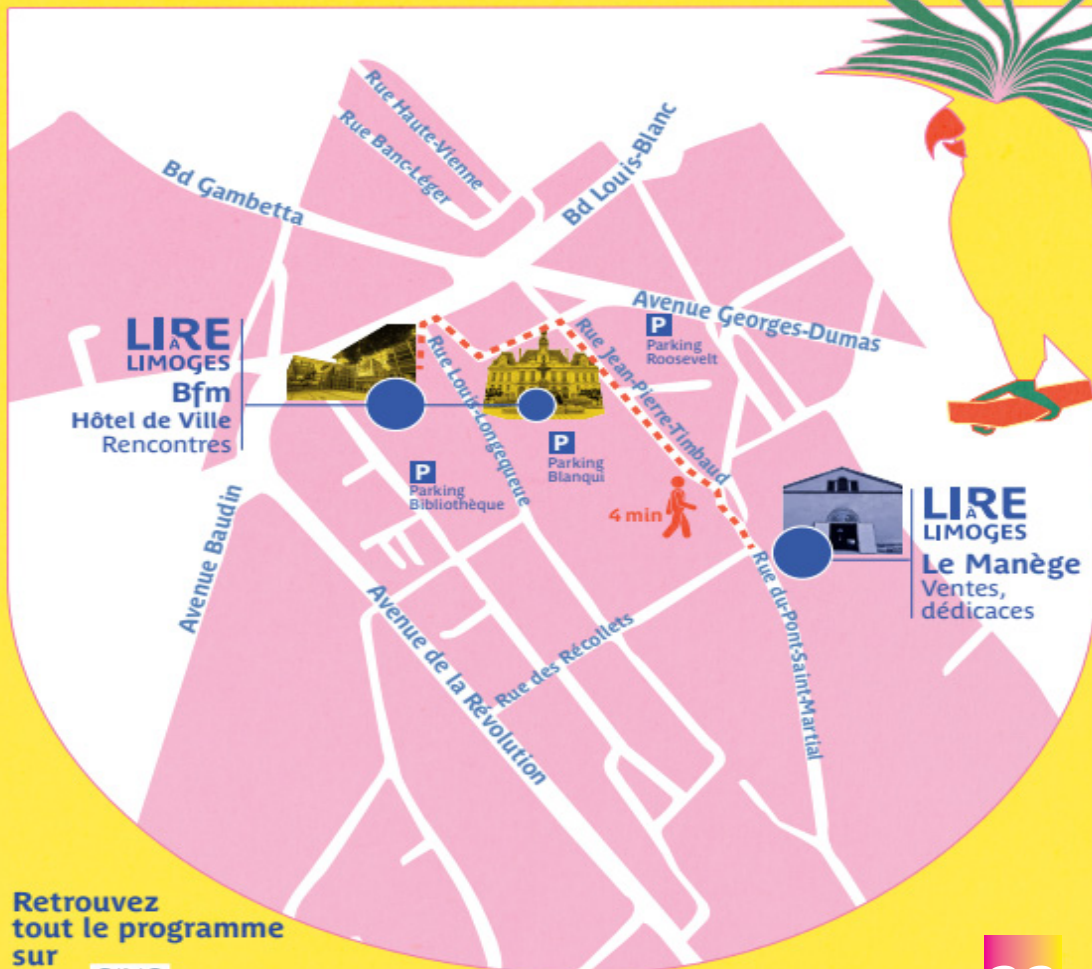 Rue Haute-Vienne
Rue Banc-Léger
Bd Louis-Blanc
Bd Gambetta
Avenue Georges-Dumas
P
Parking
Roosevelt
LIRE
À
LIMOGES
Bfm
Hôtel de Ville
Rencontres
Rue Louis-Longequeue
Rue Jean-Pierre-Timbaud
P
Parking
Blanqui
P
Parking
Bibliothèque
4 min
LIRE
À
LIMOGES
Le Manège
Ventes,
dédicaces
Avenue Baudin
Avenue de la Révolution
Rue des Récollets
Rue du-Pont-Saint-Martial
Retrouvez
tout le programme
sur